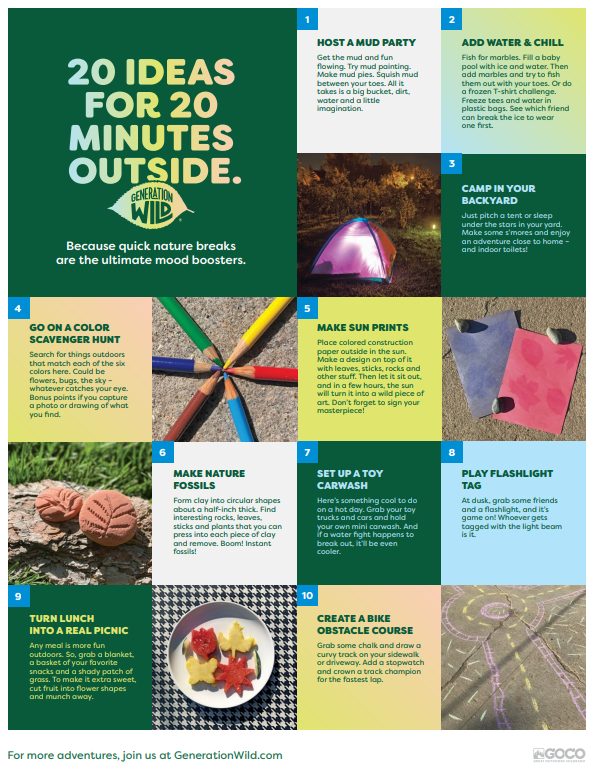 20 IDEAS
FOR 20
MINUTES
OUTSIDE.
GENERATION
WILD
Because quick nature breaks
are the ultimate mood boosters.
1
HOST A MUD PARTY
Get the mud and fun
flowing. Try mud painting.
Make mud pies. Squish mud
between your toes. All it
takes is a big bucket, dirt,
water and a little
imagination.
2
ADD WATER & CHILL
Fish for marbles. Fill a baby
pool with ice and water. Then
add marbles and try to fish
them out with your toes. Or do
a frozen T-shirt challenge.
Freeze tees and water in
plastic bags. See which friend
can break the ice to wear
one first.
3
CAMP IN YOUR
BACKYARD
Just pitch a tent or sleep
under the stars in your yard.
Make some s'mores and enjoy
an adventure close to home –
and indoor toilets!
4
GO ON A COLOR
SCAVENGER HUNT
Search for things outdoors
that match each of the six
colors here. Could be
flowers, bugs, the sky –
whatever catches your eye.
Bonus points if you capture
a photo or drawing of what
you find.
5
MAKE SUN PRINTS
Place colored construction
paper outside in the sun.
Make a design on top of it
with leaves, sticks, rocks and
other stuff. Then let it sit out,
and in a few hours, the sun
will turn it into a wild piece of
art. Don't forget to sign your
masterpiece!
6
MAKE NATURE
FOSSILS
Form clay into circular shapes
about a half-inch thick. Find
interesting rocks, leaves,
sticks and plants that you can
press into each piece of clay
and remove. Boom! Instant
fossils!
7
SET UP A TOY
CARWASH
Here's something cool to do
on a hot day. Grab your toy
trucks and cars and hold
your own mini carwash. And
if a water fight happens to
break out, it'll be even
cooler.
8
PLAY FLASHLIGHT
TAG
At dusk, grab some friends
and a flashlight, and it's
game on! Whoever gets
tagged with the light beam
is it.
9
TURN LUNCH
INTO A REAL PICNIC
Any meal is more fun
outdoors. So, grab a blanket,
a basket of your favorite
snacks and a shady patch of
grass. To make it extra sweet,
cut fruit into flower shapes
and munch away.
10
CREATE A BIKE
OBSTACLE COURSE
Grab some chalk and draw a
curvy track on your sidewalk
or driveway. Add a stopwatch
and crown a track champion
for the fastest lap.
For more adventures, join us at GenerationWild.com
GOCO